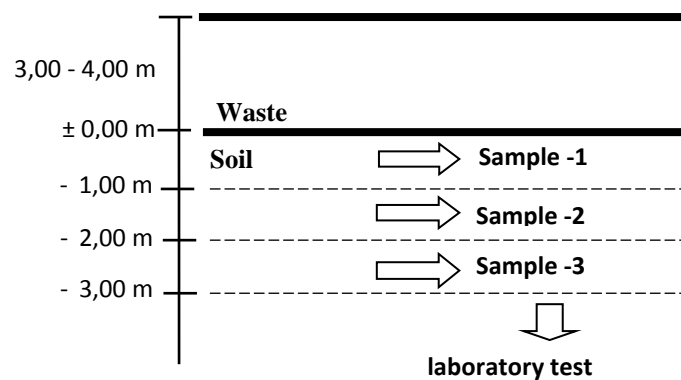 3,00 - 4,00 m
Waste
± 0,00 m
Soil
Sample -1
- 1,00 m
Sample -2
- 2,00 m
Sample -3
- 3,00 m
laboratory test